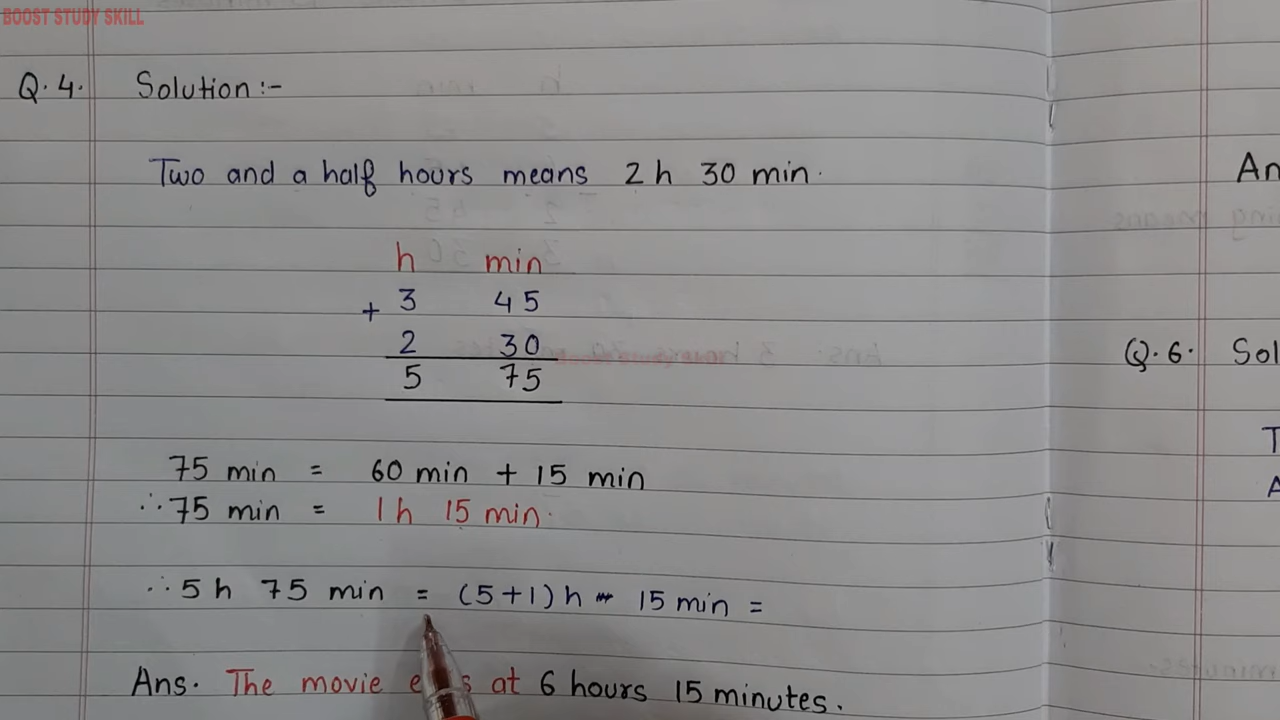 BOOST STUDY SKILL
Q.4. Solution :-
Two and a half hours means 2 h 30 min.
h min
+ 3 45
2 30
5 75
75 min = 60 min + 15 min
∴ 75 min = 1 h 15 min.
∴ 5 h 75 min = (5+1) h 15 min =
Ans. The movie at 6 hours 15 minutes.
An
Q.6. Sol
T
A